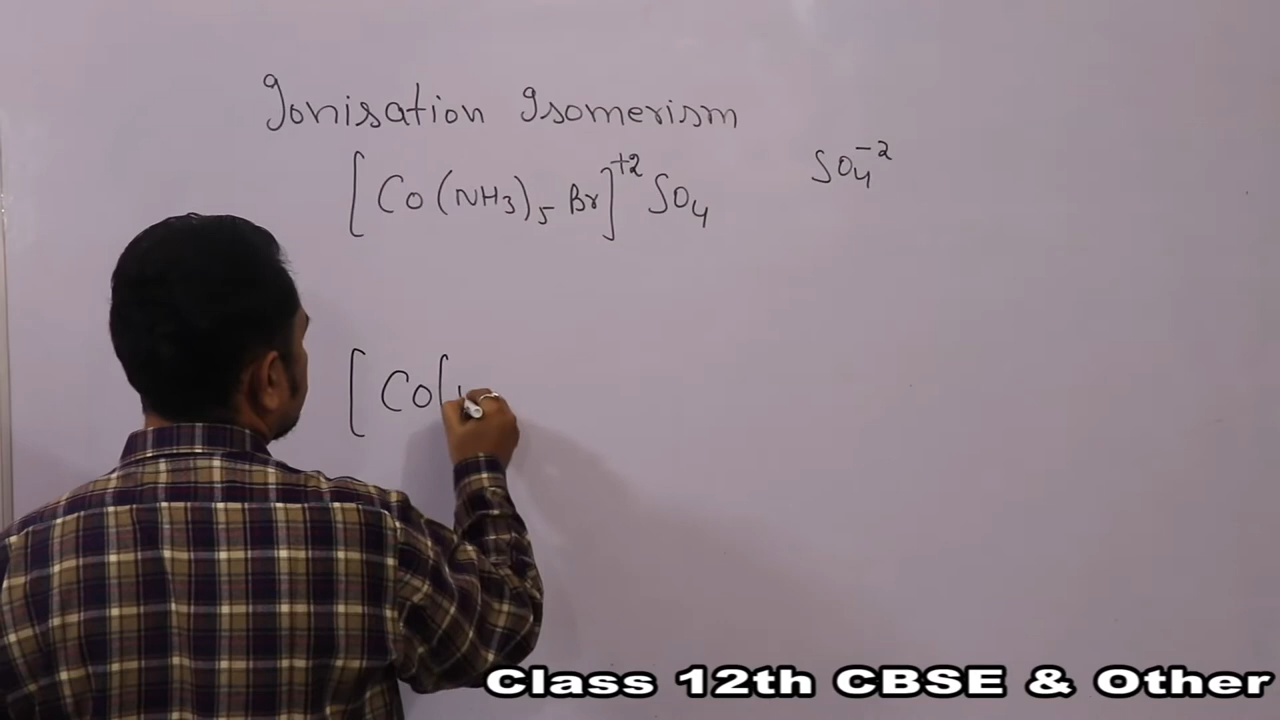 Ionisation Isomerism
[Co(NH3)5 Br]+2 SO4
SO4-2
[Co(
Class 12th CBSE & Other